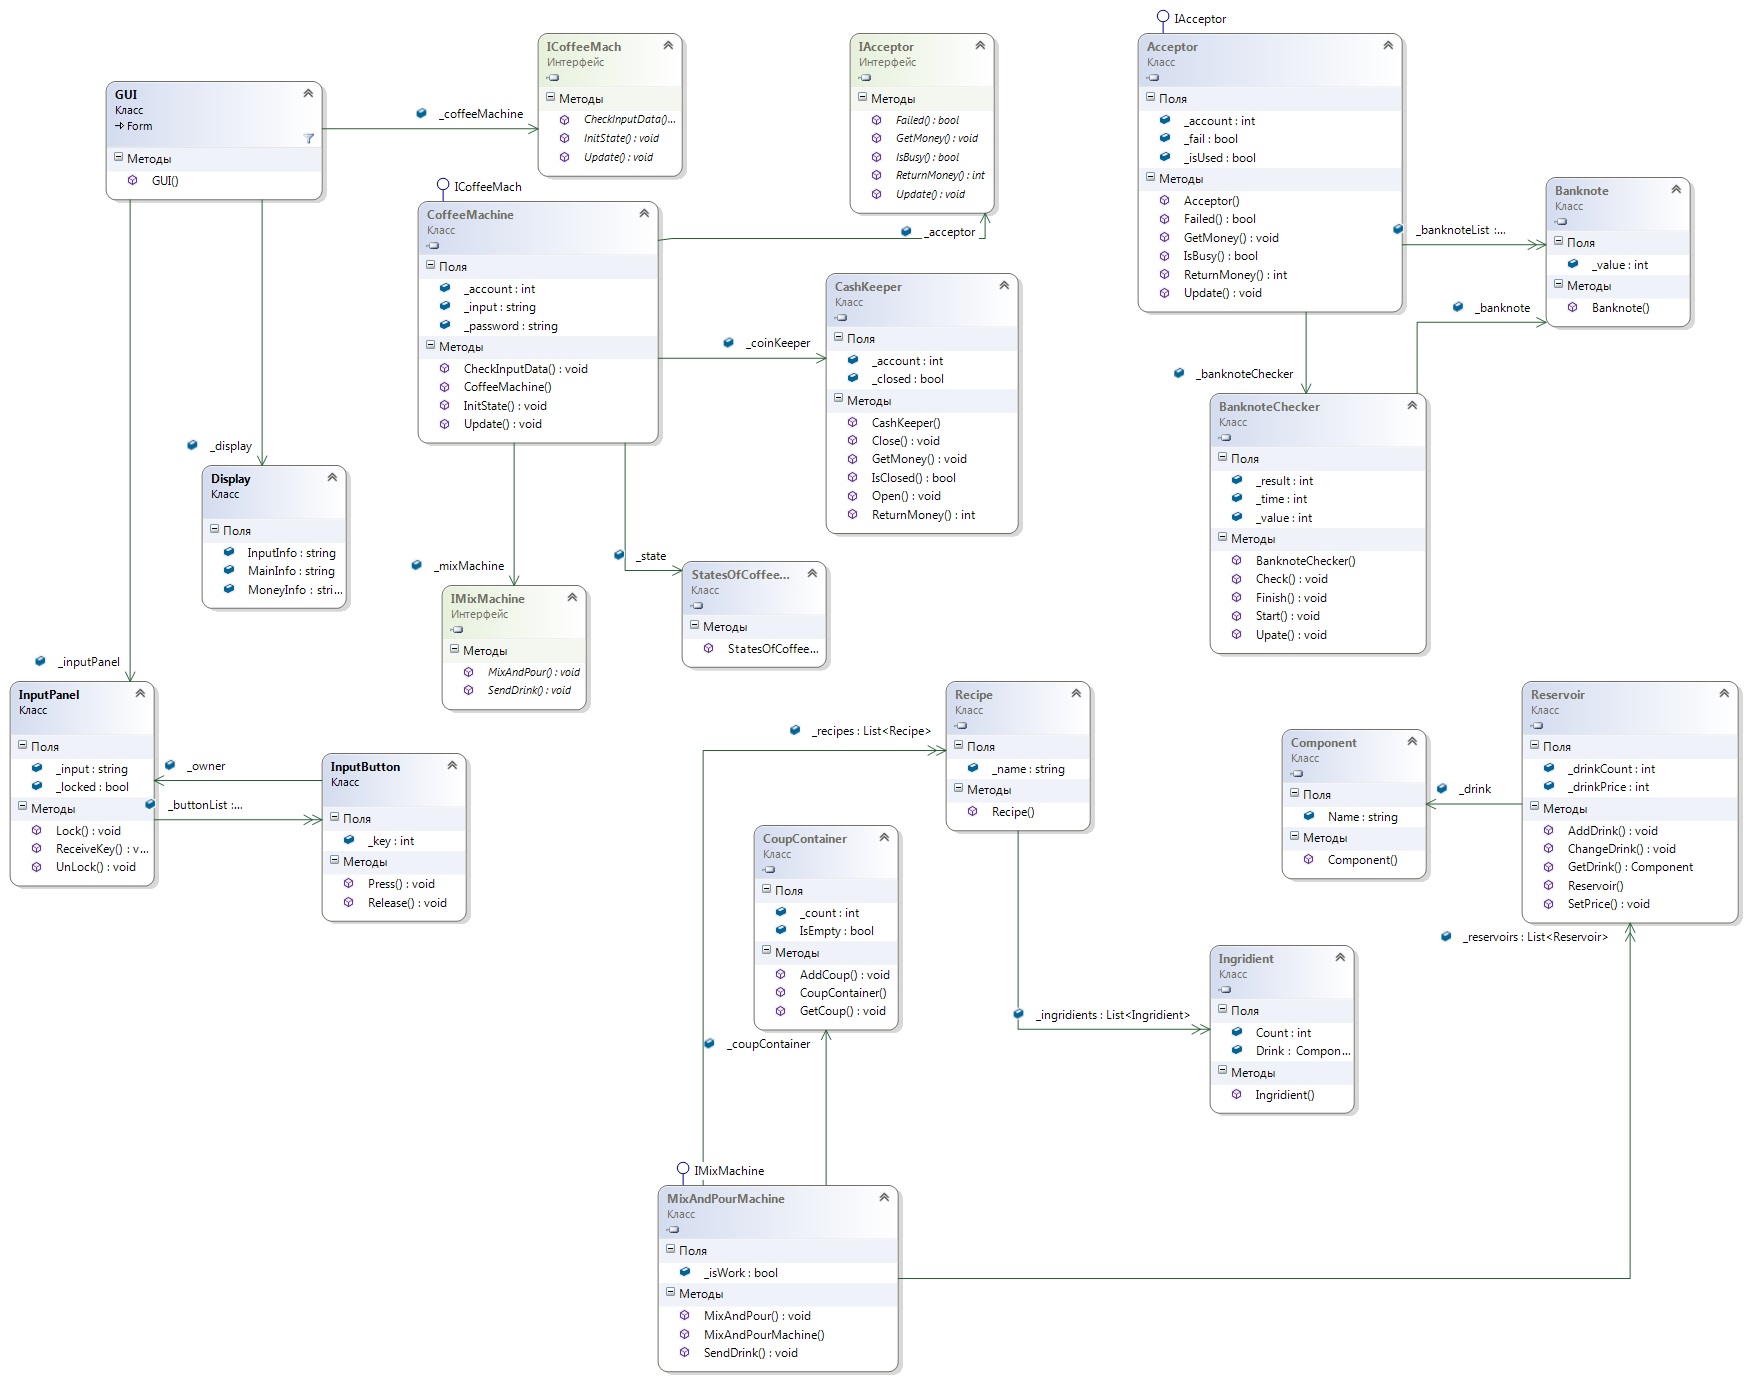 GUI
Класс
Form
Методы
GUI()
_coffeeMachine
ICoffeeMach
Интерфейс
Методы
CheckInputData()...
InitState() : void
Update() : void
IAcceptor
Интерфейс
Методы
Failed() : bool
GetMoney() : void
IsBusy() : bool
ReturnMoney() : int
Update() : void
IAcceptor
Acceptor
Класс
Поля
_account : int
_fail : bool
_isUsed : bool
Методы
Acceptor()
Failed() : bool
GetMoney() : void
IsBusy() : bool
ReturnMoney() : int
Update() : void
_banknoteList :...
Banknote
Класс
Поля
_value : int
Методы
Banknote()
_banknote
_banknoteChecker
BanknoteChecker
Класс
Поля
_result : int
_time : int
_value : int
Методы
BanknoteChecker()
Check() : void
Finish() : void
Start() : void
Upate() : void
ICoffeeMach
CoffeeMachine
Класс
Поля
_account : int
_input : string
_password : string
Методы
CheckInputData() : void
CoffeeMachine()
InitState() : void
Update() : void
_acceptor
_coinKeeper
CashKeeper
Класс
Поля
_account : int
_closed : bool
Методы
CashKeeper()
Close() : void
GetMoney() : void
IsClosed() : bool
Open() : void
ReturnMoney() : int
_display
Display
Класс
Поля
InputInfo : string
MainInfo : string
MoneyInfo : stri...
_mixMachine
IMixMachine
Интерфейс
Методы
MixAndPour() : void
SendDrink() : void
_state
StatesOfCoffee...
Класс
Методы
StatesOfCoffee...
_inputPanel
InputPanel
Класс
Поля
_input : string
_locked : bool
Методы
Lock() : void
ReceiveKey() : v...
UnLock() : void
_owner
_buttonList :...
InputButton
Класс
Поля
_key : int
Методы
Press() : void
Release() : void
_recipes : List<Recipe>
Recipe
Класс
Поля
_name : string
Методы
Recipe()
CoupContainer
Класс
Поля
_count : int
IsEmpty : bool
Методы
AddCoup() : void
CoupContainer()
GetCoup() : void
_coupContainer
_ingridients : List<Ingridient>
Ingridient
Класс
Поля
Count : int
Drink : Compon...
Методы
Ingridient()
Component
Класс
Поля
Name : string
Методы
Component()
_drink
Reservoir
Класс
Поля
_drinkCount : int
_drinkPrice : int
Методы
AddDrink() : void
ChangeDrink() : void
GetDrink() : Component
Reservoir()
SetPrice() : void
_reservoirs : List<Reservoir>
IMixMachine
MixAndPourMachine
Класс
Поля
_isWork : bool
Методы
MixAndPour() : void
MixAndPourMachine()
SendDrink() : void